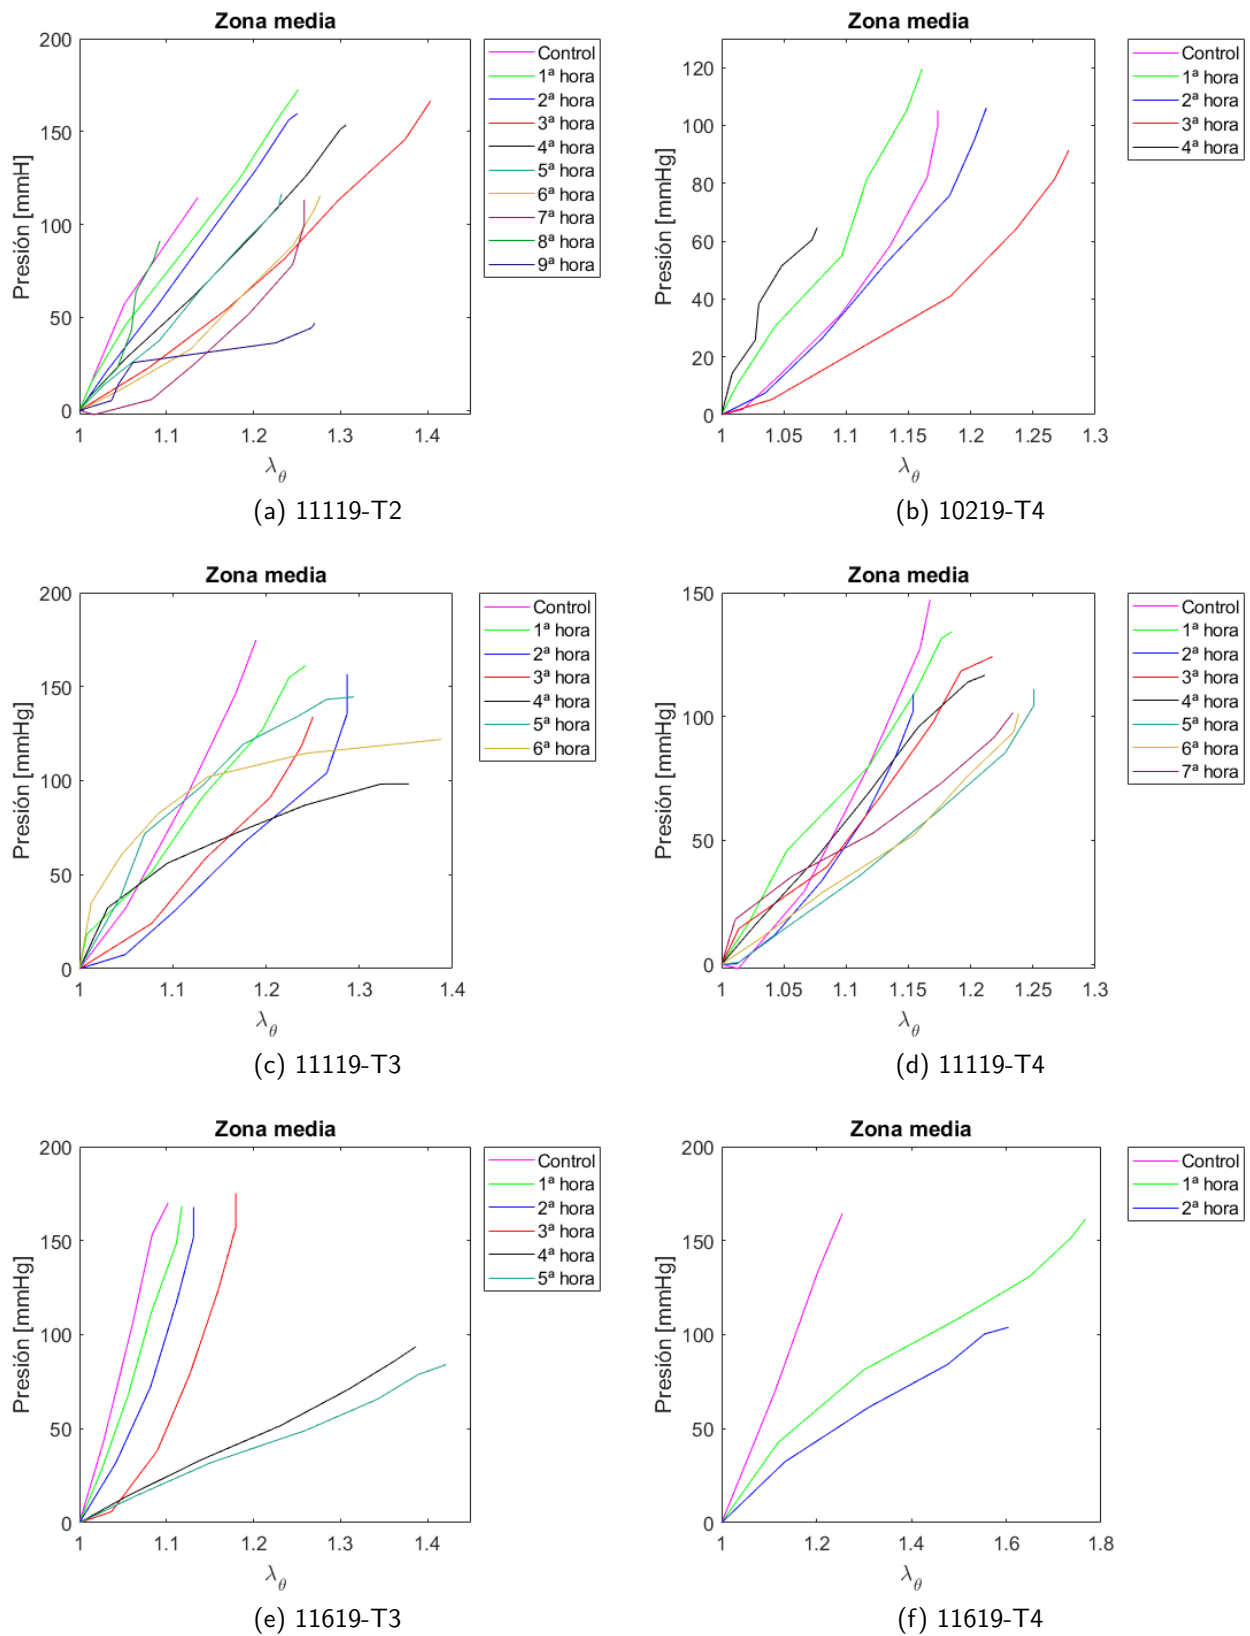 Zona media
200
150
100
50
0
Presión [mmH]
1 1.1 1.2 1.3 1.4
λθ
Control
1ª hora
2ª hora
3ª hora
4ª hora
5ª hora
6ª hora
7ª hora
8ª hora
9ª hora
(a) 11119-T2
Zona media
120
100
80
60
40
20
0
Presión [mmHg]
1 1.05 1.1 1.15 1.2 1.25 1.3
λθ
Control
1ª hora
2ª hora
3ª hora
4ª hora
(b) 10219-T4
Zona media
200
150
100
50
0
Presión [mmHg]
1 1.1 1.2 1.3 1.4
λθ
Control
1ª hora
2ª hora
3ª hora
4ª hora
5ª hora
6ª hora
(c) 11119-T3
Zona media
150
100
50
0
Presión [mmHg]
1 1.05 1.1 1.15 1.2 1.25 1.3
λθ
Control
1ª hora
2ª hora
3ª hora
4ª hora
5ª hora
6ª hora
7ª hora
(d) 11119-T4
Zona media
200
150
100
50
0
Presión [mmHg]
1 1.1 1.2 1.3 1.4
λθ
Control
1ª hora
2ª hora
3ª hora
4ª hora
5ª hora
(e) 11619-T3
Zona media
200
150
100
50
0
Presión [mmHg]
1 1.2 1.4 1.6 1.8
λθ
Control
1ª hora
2ª hora
(f) 11619-T4